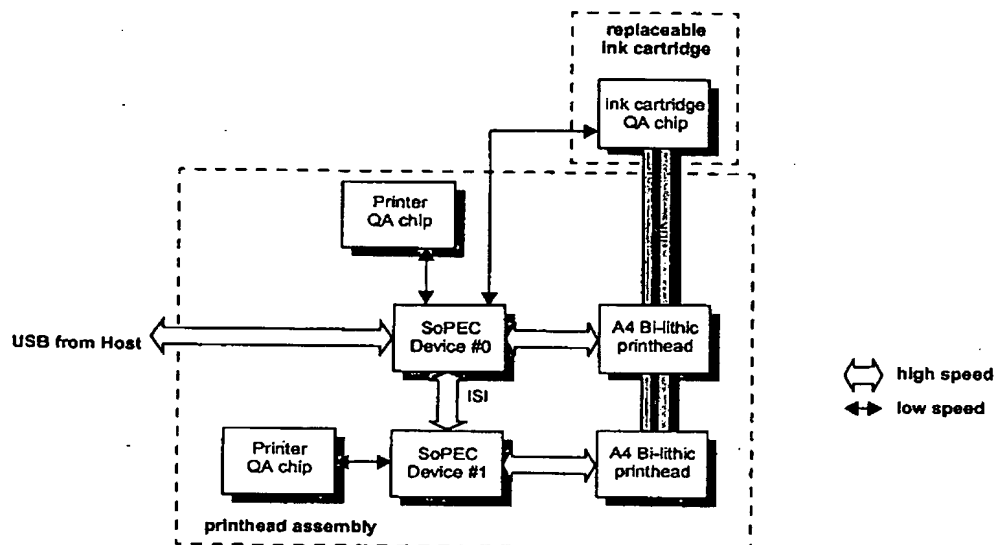 replaceable
ink cartridge
ink cartridge
QA chip
Printer
QA chip
USB from Host
SoPEC
Device #0
A4 Bi-lithic
printhead
high speed
low speed
ISI
Printer
QA chip
SoPEC
Device #1
A4 Bi-lithic
printhead
printhead assembly